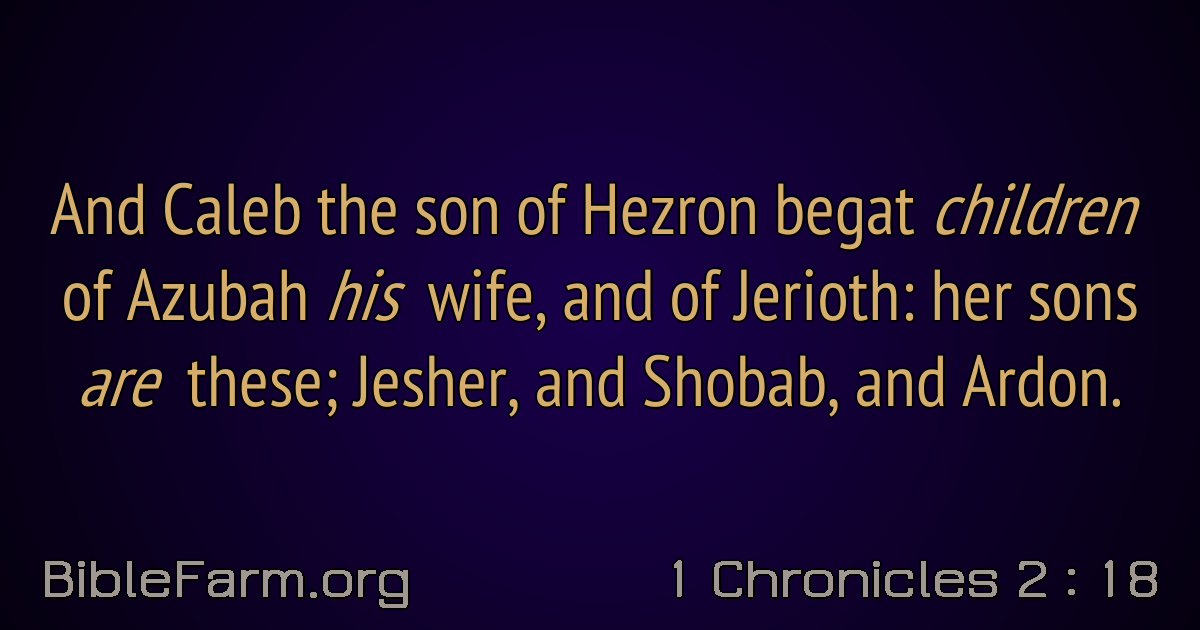 And Caleb the son of Hezron begat children
of Azubah his wife, and of Jerioth: her sons
are these; Jesher, and Shobab, and Ardon.
BibleFarm.org
1 Chronicles 2 : 18